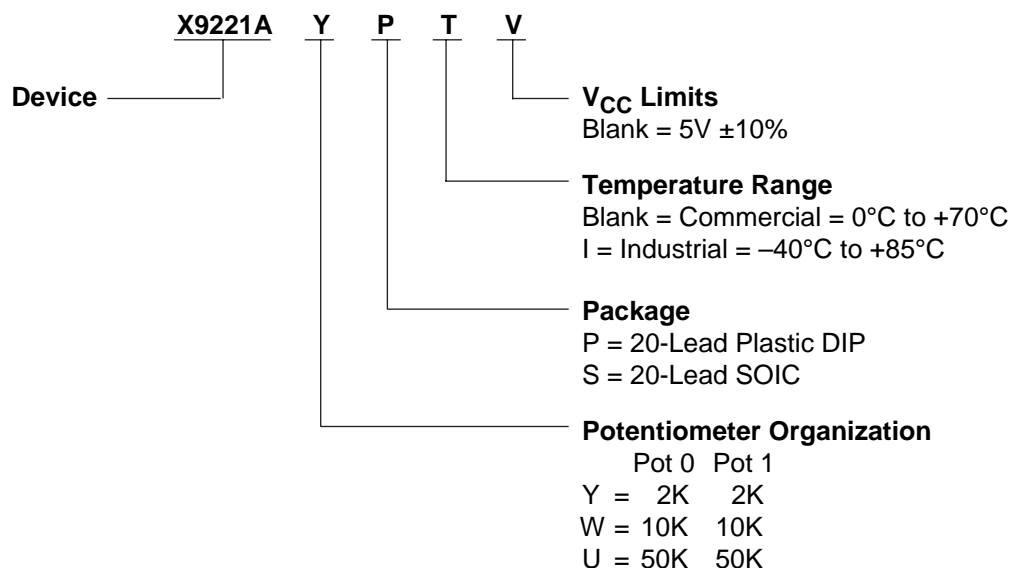 X9221A Y P T V
Device
VCC Limits
Blank = 5V ±10%
Temperature Range
Blank = Commercial = 0°C to +70°C
I = Industrial = –40°C to +85°C
Package
P = 20-Lead Plastic DIP
S = 20-Lead SOIC
Potentiometer Organization
Pot 0 Pot 1
Y = 2K 2K
W = 10K 10K
U = 50K 50K